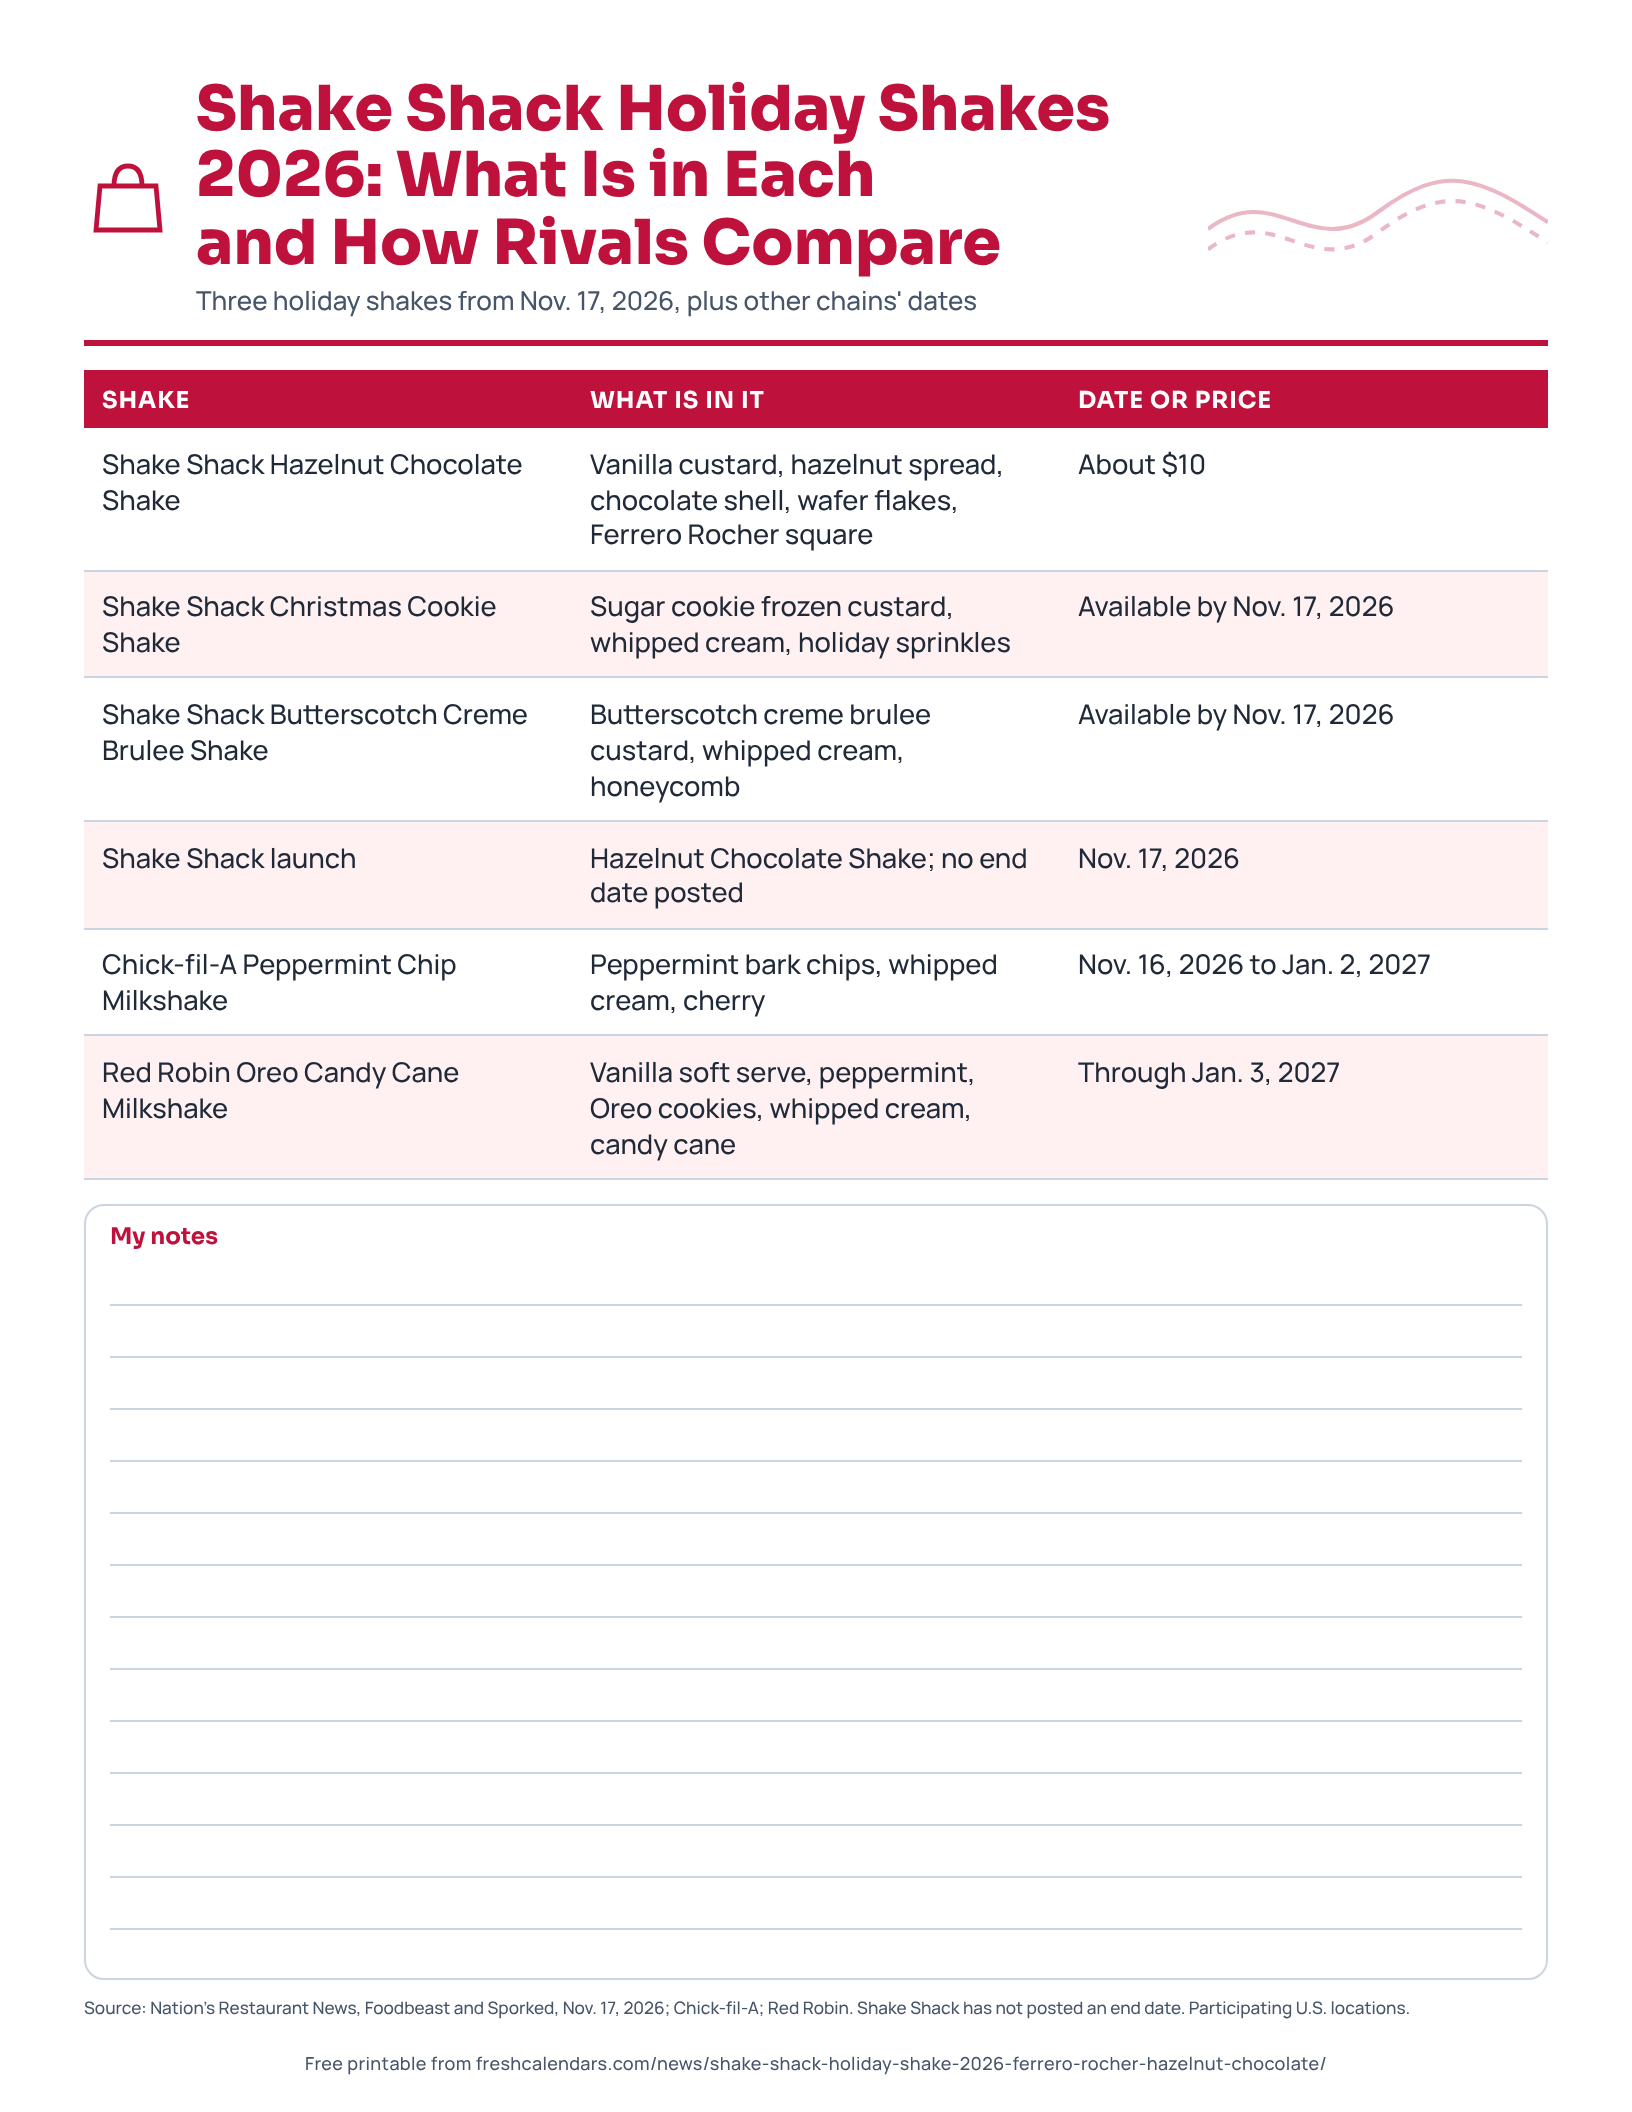 Shake Shack Holiday Shakes
2026: What Is in Each
and How Rivals Compare
Three holiday shakes from Nov. 17, 2026, plus other chains' dates
SHAKE
WHAT IS IN IT
DATE OR PRICE
Shake Shack Hazelnut Chocolate
Shake
Vanilla custard, hazelnut spread,
chocolate shell, wafer flakes,
Ferrero Rocher square
About $10
Shake Shack Christmas Cookie
Shake
Sugar cookie frozen custard,
whipped cream, holiday sprinkles
Available by Nov. 17, 2026
Shake Shack Butterscotch Creme
Brulee Shake
Butterscotch creme brulee
custard, whipped cream,
honeycomb
Available by Nov. 17, 2026
Shake Shack launch
Hazelnut Chocolate Shake; no end
date posted
Nov. 17, 2026
Chick-fil-A Peppermint Chip
Milkshake
Peppermint bark chips, whipped
cream, cherry
Nov. 16, 2026 to Jan. 2, 2027
Red Robin Oreo Candy Cane
Milkshake
Vanilla soft serve, peppermint,
Oreo cookies, whipped cream,
candy cane
Through Jan. 3, 2027
My notes
Source: Nation's Restaurant News, Foodbeast and Sporked, Nov. 17, 2026; Chick-fil-A; Red Robin. Shake Shack has not posted an end date. Participating U.S. locations.
Free printable from freshcalendars.com/news/shake-shack-holiday-shake-2026-ferrero-rocher-hazelnut-chocolate/